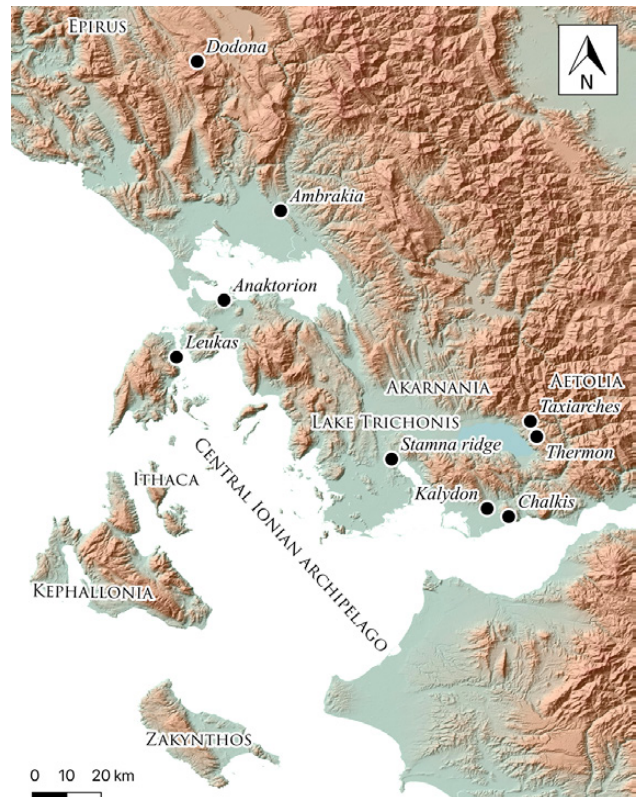 EPIRUS
Dodona
N
Ambrakia
Anaktorion
Leukas
AKARNANIA
AETOLIA
Taxiarches
LAKE TRICHONIS
Stamna ridge
Thermon
ITHACA
CENTRAL IONIAN ARCHIPELAGO
Kalydon
Chalkis
KEPHALLONIA
ZAKYNTHOS
0 10 20 km